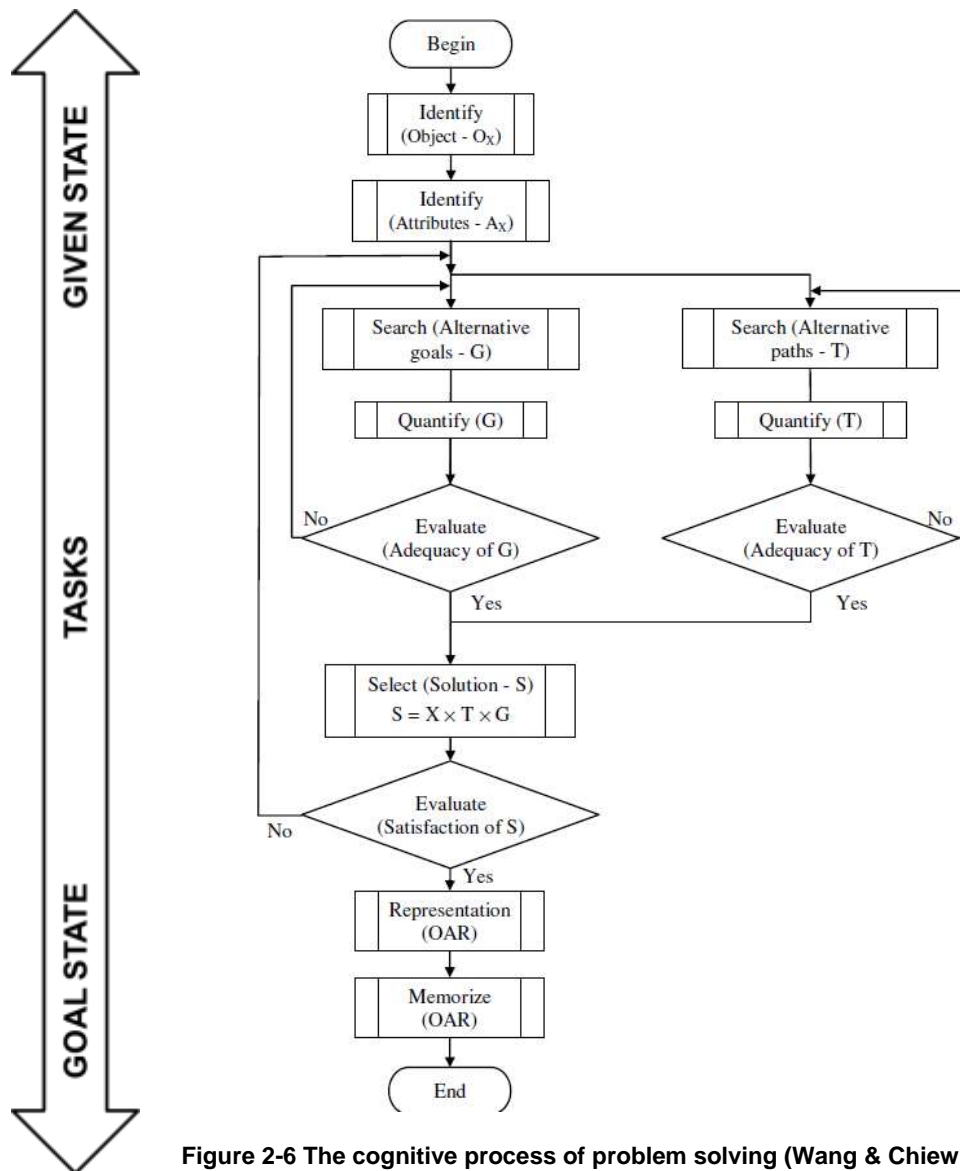 GIVEN STATE
TASKS
GOAL STATE
Begin
Identify
(Object - OX)
Identify
(Attributes - AX)
Search (Alternative
goals - G)
Search (Alternative
paths - T)
Quantify (G)
Quantify (T)
No
Evaluate
(Adequacy of G)
Evaluate
(Adequacy of T)
No
Yes
Yes
Select (Solution - S)
S = X × T × G
Evaluate
(Satisfaction of S)
No
Yes
Representation
(OAR)
Memorize
(OAR)
End
Figure 2-6 The cognitive process of problem solving (Wang & Chiew